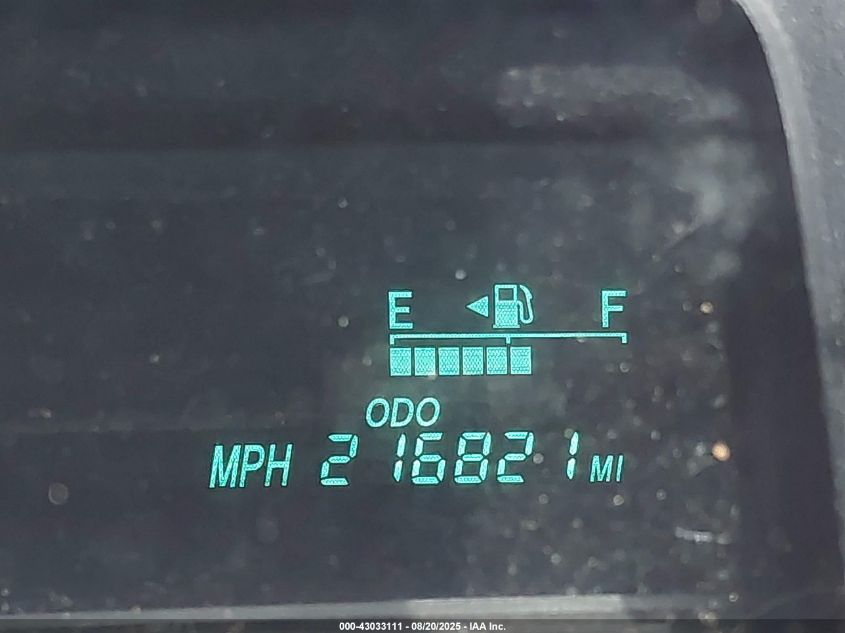 E F
ODO
MPH 216821 MI
000-43033111 - 08/20/2025 - IAA Inc.